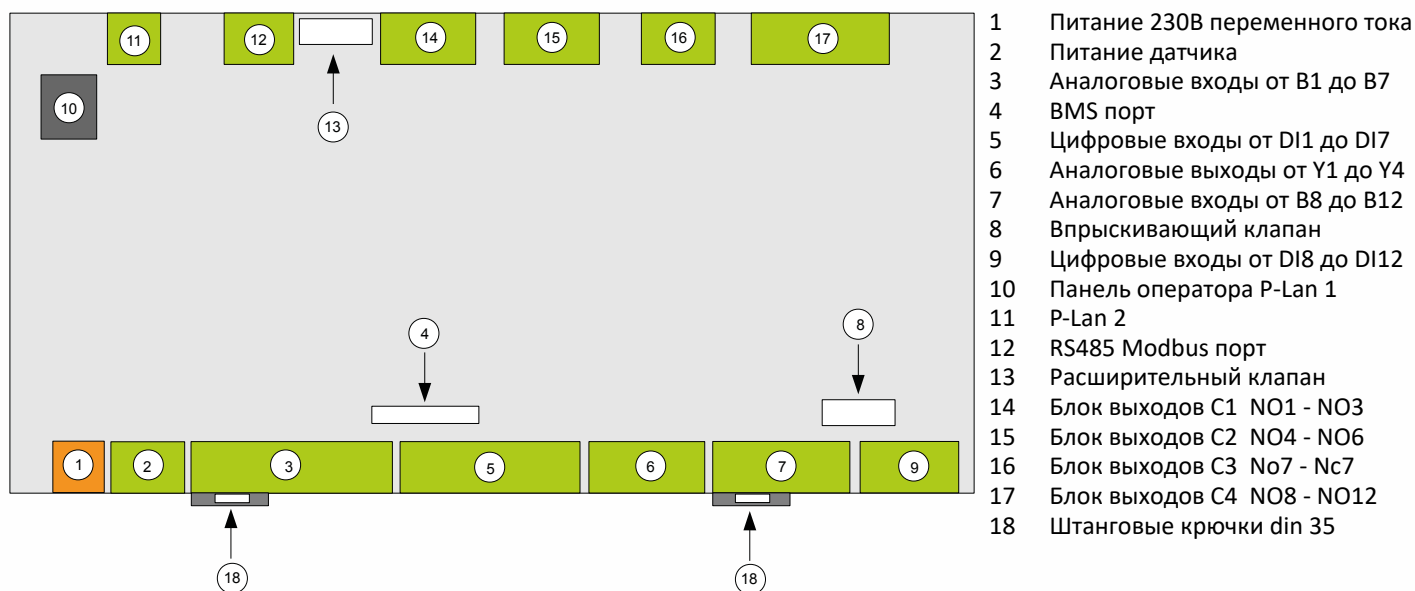 11
12
14
15
16
17
10
13
4
8
1
2
3
5
6
7
9
18
18
1 Питание 230В переменного тока
2 Питание датчика
3 Аналоговые входы от B1 до B7
4 BMS порт
5 Цифровые входы от DI1 до DI7
6 Аналоговые выходы от Y1 до Y4
7 Аналоговые входы от B8 до B12
8 Впрыскивающий клапан
9 Цифровые входы от DI8 до DI12
10 Панель оператора P-Lan 1
11 P-Lan 2
12 RS485 Modbus порт
13 Расширительный клапан
14 Блок выходов C1 NO1 - NO3
15 Блок выходов C2 NO4 - NO6
16 Блок выходов C3 No7 - Nc7
17 Блок выходов C4 NO8 - NO12
18 Штанговые крючки din 35